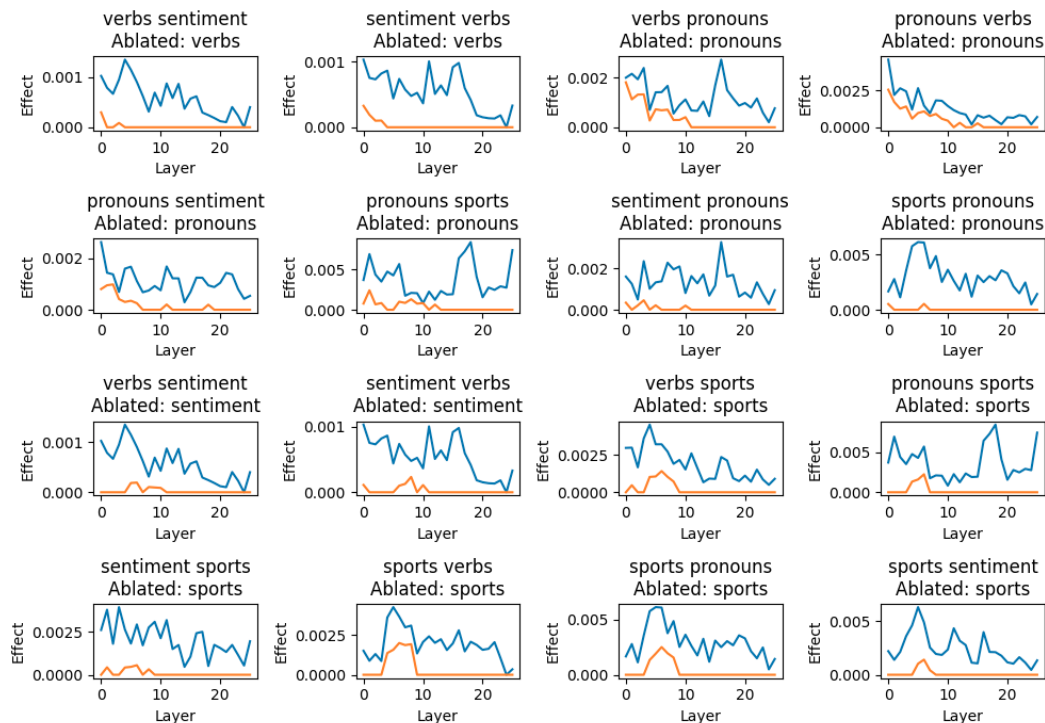 verbs sentiment
Ablated: verbs
sentiment verbs
Ablated: verbs
verbs pronouns
Ablated: pronouns
pronouns verbs
Ablated: pronouns
Effect
0.001
0.000
0 10 20
Layer
Effect
0.001
0.000
0 10 20
Layer
Effect
0.002
0.000
0 10 20
Layer
Effect
0.0025
0.0000
0 10 20
Layer
pronouns sentiment
Ablated: pronouns
pronouns sports
Ablated: pronouns
sentiment pronouns
Ablated: pronouns
sports pronouns
Ablated: pronouns
Effect
0.002
0.000
0 10 20
Layer
Effect
0.005
0.000
0 10 20
Layer
Effect
0.002
0.000
0 10 20
Layer
Effect
0.005
0.000
0 10 20
Layer
verbs sentiment
Ablated: sentiment
sentiment verbs
Ablated: sentiment
verbs sports
Ablated: sports
pronouns sports
Ablated: sports
Effect
0.001
0.000
0 10 20
Layer
Effect
0.001
0.000
0 10 20
Layer
Effect
0.0025
0.0000
0 10 20
Layer
Effect
0.005
0.000
0 10 20
Layer
sentiment sports
Ablated: sports
sports verbs
Ablated: sports
sports pronouns
Ablated: sports
sports sentiment
Ablated: sports
Effect
0.0025
0.0000
0 10 20
Layer
Effect
0.0025
0.0000
0 10 20
Layer
Effect
0.005
0.000
0 10 20
Layer
Effect
0.005
0.000
0 10 20
Layer